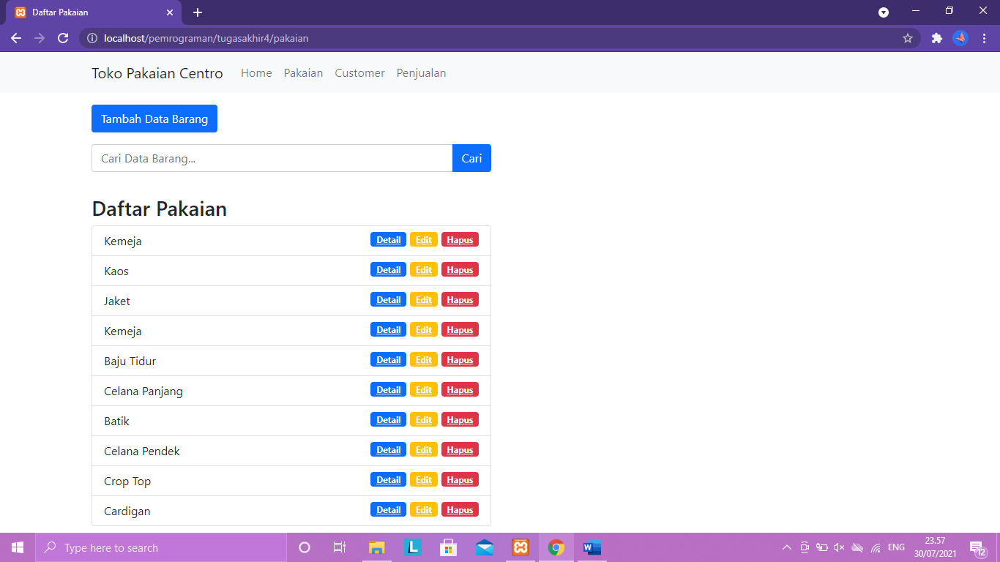 Daftar Pakaian
localhost/pemrograman/tugasakhir4/pakaian
Toko Pakaian Centro Home Pakaian Customer Penjualan
Tambah Data Barang
Cari Data Barang... Cari
Daftar Pakaian
Kemeja Detail Edit Hapus
Kaos Detail Edit Hapus
Jaket Detail Edit Hapus
Kemeja Detail Edit Hapus
Baju Tidur Detail Edit Hapus
Celana Panjang Detail Edit Hapus
Batik Detail Edit Hapus
Celana Pendek Detail Edit Hapus
Crop Top Detail Edit Hapus
Cardigan Detail Edit Hapus
Type here to search L W ENG 23.57
30/07/2021 12